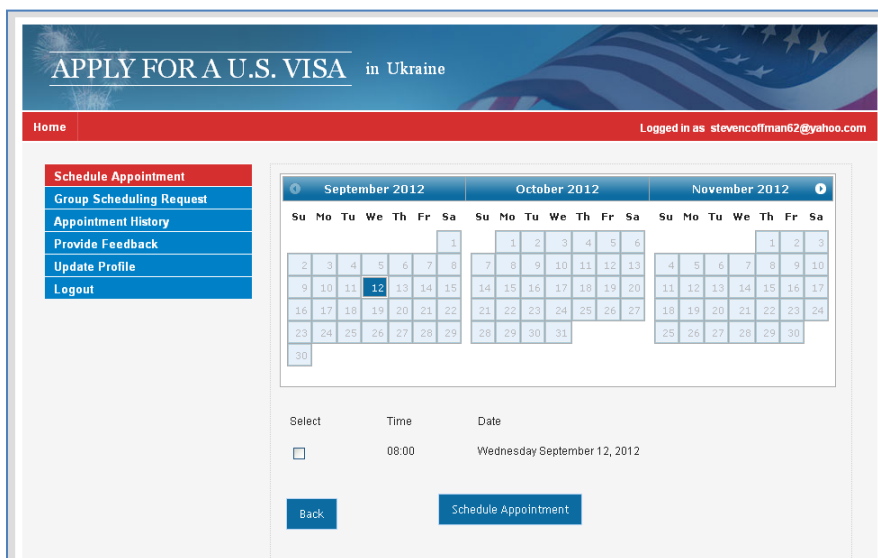 APPLY FOR A U.S. VISA in Ukraine
Home Logged in as stevencoffman62@yahoo.com
Schedule Appointment
Group Scheduling Request
Appointment History
Provide Feedback
Update Profile
Logout
September 2012 October 2012 November 2012
Su Mo Tu We Th Fr Sa Su Mo Tu We Th Fr Sa Su Mo Tu We Th Fr Sa
1 1 2 3 4 5 6 1 2 3
2 3 4 5 6 7 8 7 8 9 10 11 12 13 4 5 6 7 8 9 10
9 10 11 12 13 14 15 14 15 16 17 18 19 20 11 12 13 14 15 16 17
16 17 18 19 20 21 22 21 22 23 24 25 26 27 18 19 20 21 22 23 24
23 24 25 26 27 28 29 28 29 30 31 25 26 27 28 29 30
30
Select Time Date
08:00 Wednesday September 12, 2012
Back Schedule Appointment